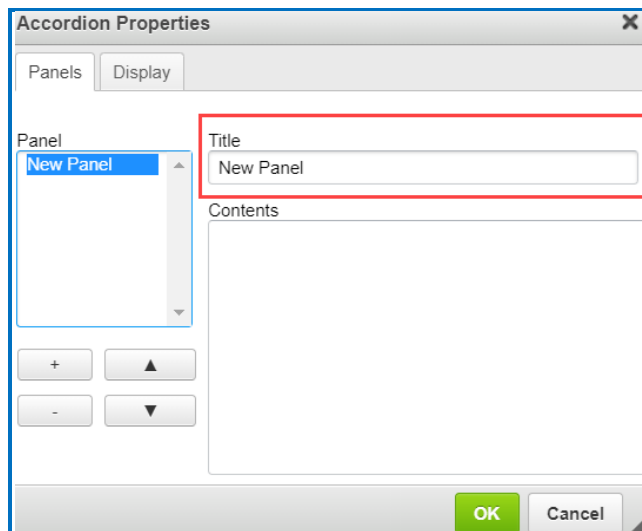 Accordion Properties
Panels
Display
Panel
New Panel
Title
New Panel
Contents
+
-
OK
Cancel